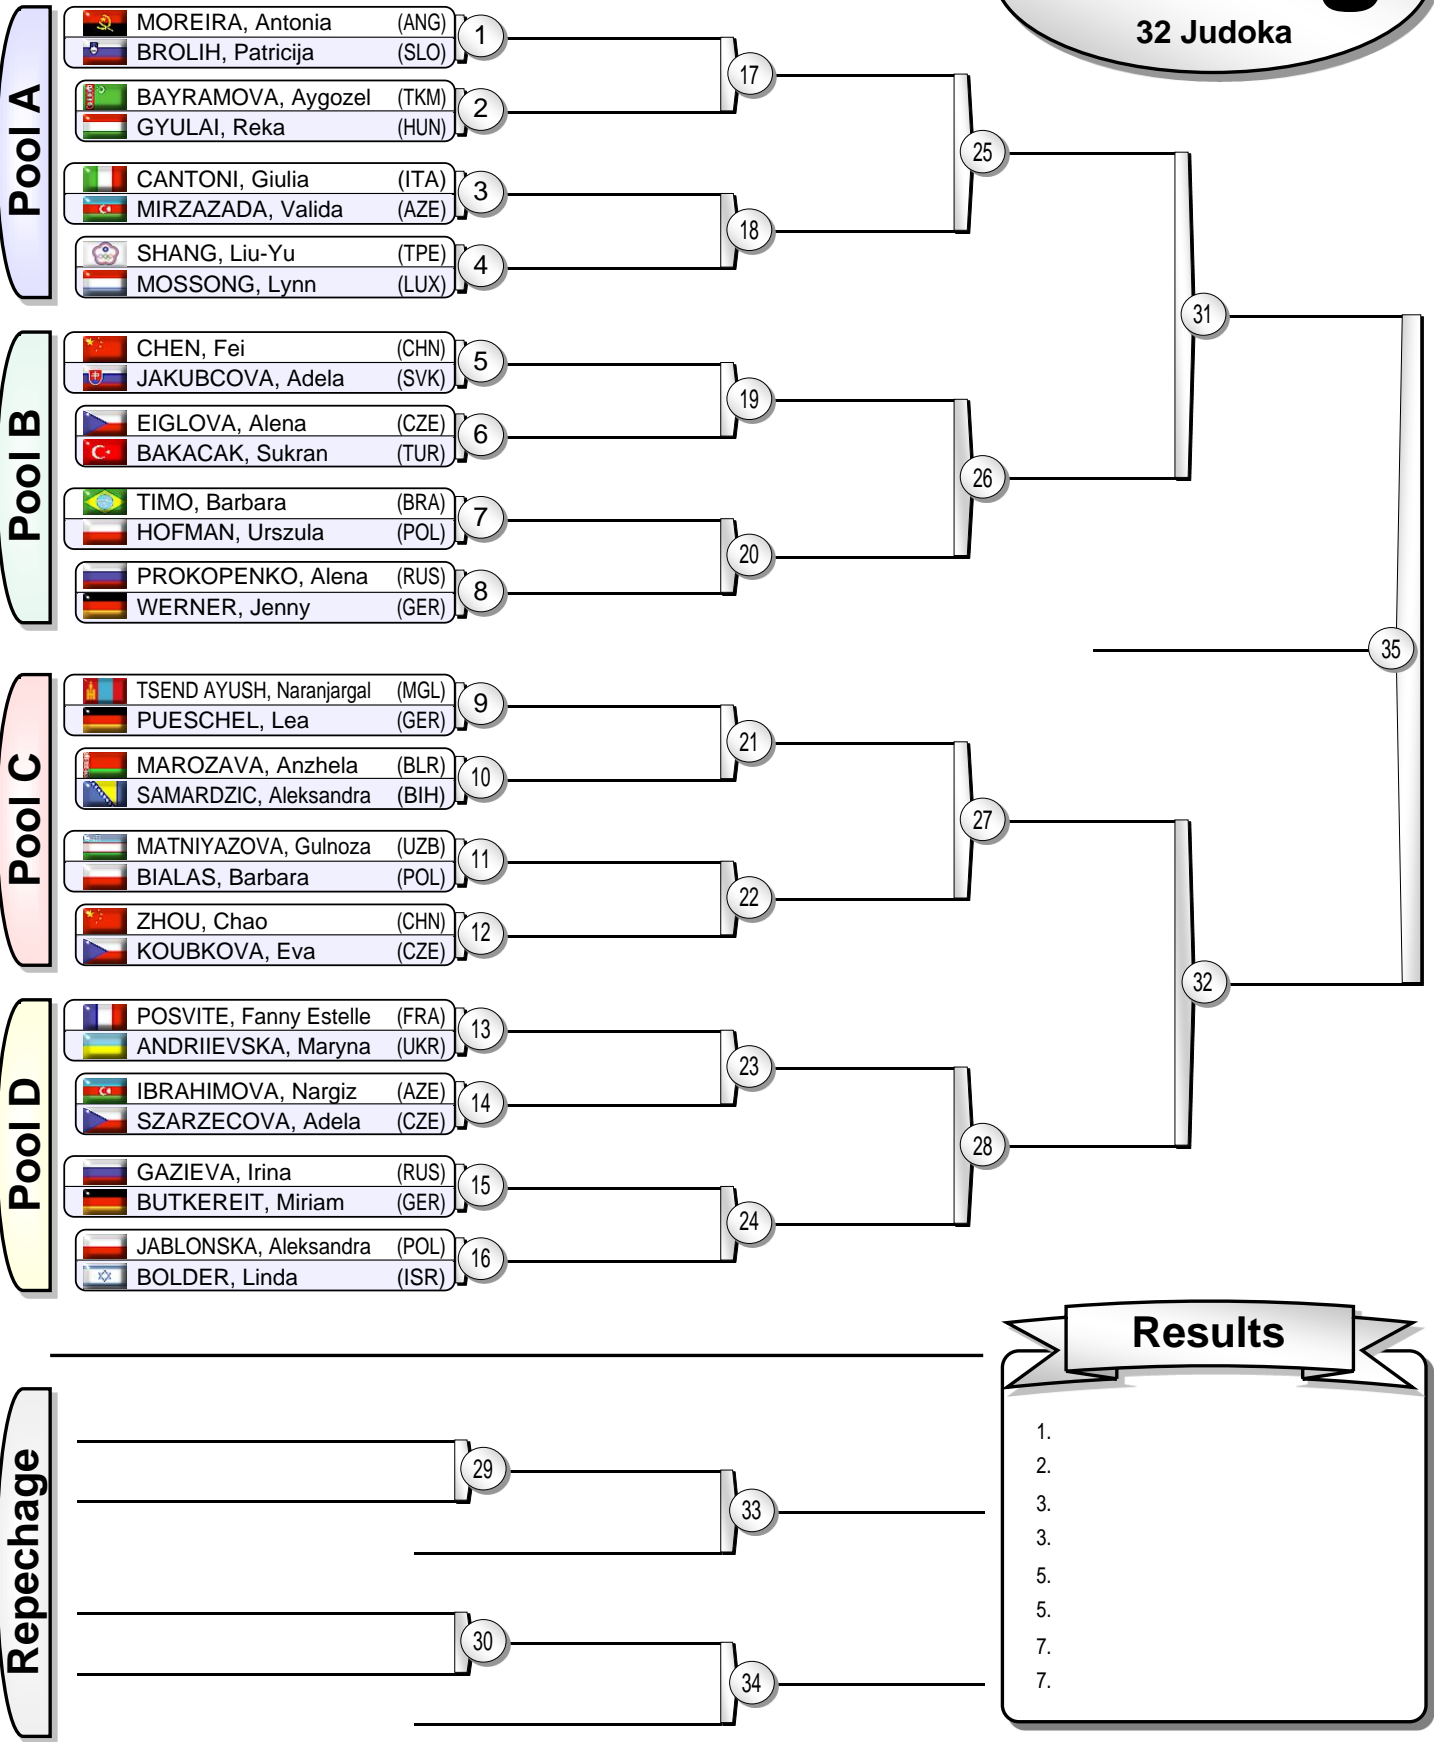 32 Judoka
Pool A
MOREIRA, Antonia (ANG)
BROLIH, Patricija (SLO)
1
BAYRAMOVA, Aygozel (TKM)
GYULAI, Reka (HUN)
2
17
CANTONI, Giulia (ITA)
MIRZAZADA, Valida (AZE)
3
SHANG, Liu-Yu (TPE)
MOSSONG, Lynn (LUX)
4
18
25
Pool B
CHEN, Fei (CHN)
JAKUBCOVA, Adela (SVK)
5
EIGLOVA, Alena (CZE)
BAKACAK, Sukran (TUR)
6
19
TIMO, Barbara (BRA)
HOFMAN, Urszula (POL)
7
PROKOPENKO, Alena (RUS)
WERNER, Jenny (GER)
8
20
26
31
35
Pool C
TSEND AYUSH, Naranjargal (MGL)
PUESCHEL, Lea (GER)
9
MAROZAVA, Anzhela (BLR)
SAMARDZIC, Aleksandra (BIH)
10
21
MATNIYAZOVA, Gulnoza (UZB)
BIALAS, Barbara (POL)
11
ZHOU, Chao (CHN)
KOUBKOVA, Eva (CZE)
12
22
27
Pool D
POSVITE, Fanny Estelle (FRA)
ANDRIIEVSKA, Maryna (UKR)
13
IBRAHIMOVA, Nargiz (AZE)
SZARZECOVA, Adela (CZE)
14
23
GAZIEVA, Irina (RUS)
BUTKEREIT, Miriam (GER)
15
JABLONSKA, Aleksandra (POL)
BOLDER, Linda (ISR)
16
24
28
32
Repechage
29
33
30
34
Results
1.
2.
3.
3.
5.
5.
7.
7.